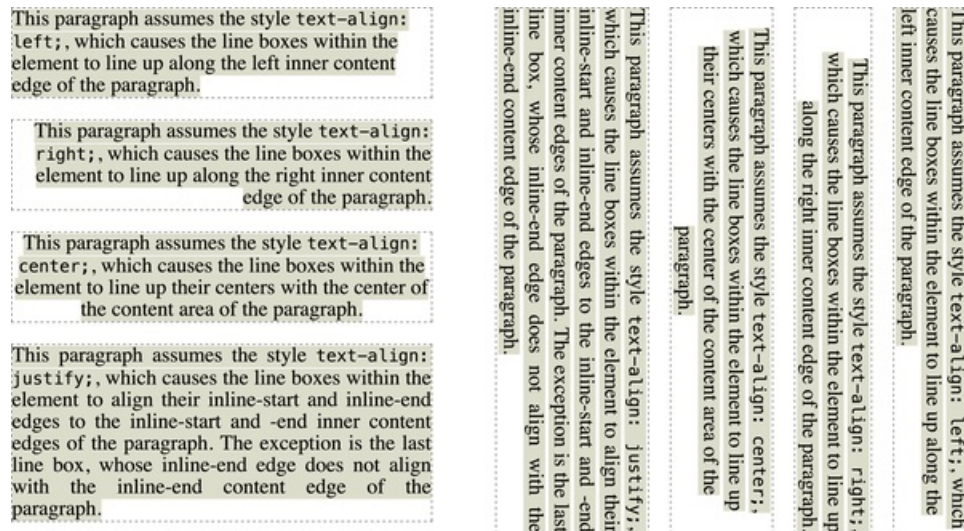 This paragraph assumes the style text-align:
left;, which causes the line boxes within the
element to line up along the left inner content
edge of the paragraph.
This paragraph assumes the style text-align:
right;, which causes the line boxes within the
element to line up along the right inner content
edge of the paragraph.
This paragraph assumes the style text-align:
center;, which causes the line boxes within the
element to line up their centers with the center of
the content area of the paragraph.
This paragraph assumes the style text-align:
justify;, which causes the line boxes within the
element to align their inline-start and inline-end
edges to the inline-start and -end inner content
edges of the paragraph. The exception is the last
line box, whose inline-end edge does not align
with the inline-end content edge of the
paragraph.
This paragraph assumes the style text-align: left;, which
causes the line boxes within the element to line up along the
left inner content edge of the paragraph.
This paragraph assumes the style text-align: right;,
which causes the line boxes within the element to line up
along the right inner content edge of the paragraph.
This paragraph assumes the style text-align: center;,
which causes the line boxes within the element to line up
their centers with the center of the content area of the
paragraph.
This paragraph assumes the style text-align: justify;,
which causes the line boxes within the element to align their
inline-start and inline-end edges to the inline-start and -end
inner content edges of the paragraph. The exception is the last
line box, whose inline-end edge does not align with the
inline-end content edge of the paragraph.